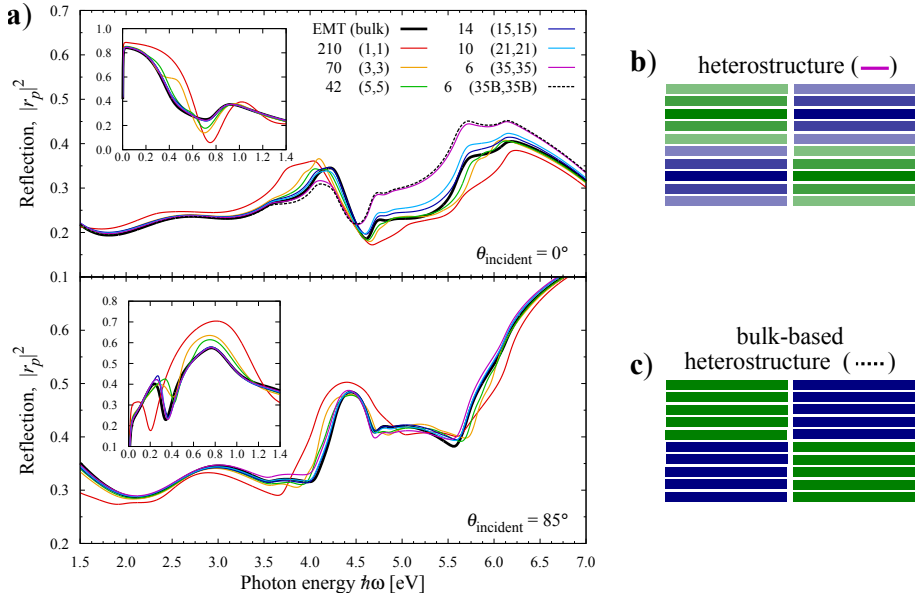 a)
Reflection, |r_p|²
1.0
0.8
0.6
0.4
0.2
0.0
0.0 0.2 0.4 0.6 0.8 1.0 1.2 1.4
EMT (bulk)
210 (1,1)
70 (3,3)
42 (5,5)
14 (15,15)
10 (21,21)
6 (35,35)
6 (35B,35B)
0.6
0.5
0.4
0.3
0.2
0.1
θincident = 0°
Reflection, |r_p|²
0.8
0.7
0.6
0.5
0.4
0.3
0.2
0.1
0.0 0.2 0.4 0.6 0.8 1.0 1.2 1.4
0.6
0.5
0.4
0.3
0.2
θincident = 85°
1.5 2.0 2.5 3.0 3.5 4.0 4.5 5.0 5.5 6.0 6.5 7.0
Photon energy ħω [eV]
b)
heterostructure ( )
c)
bulk-based
heterostructure ( )